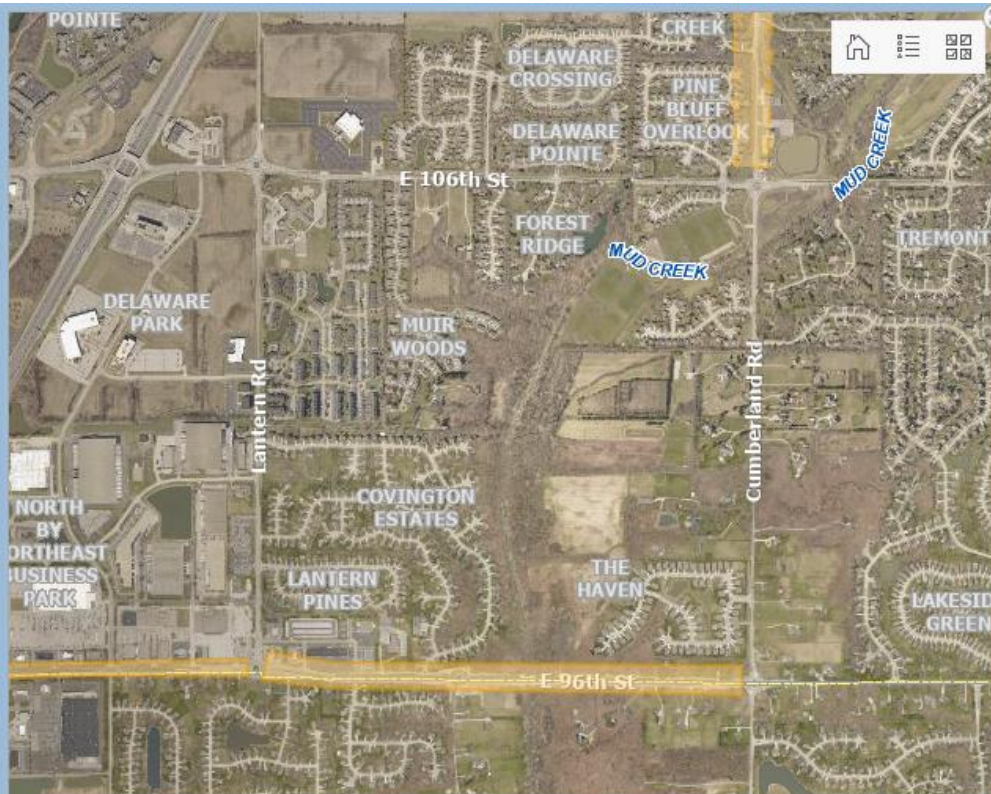 POINTE
CREEK
DELAWARE
CROSSING
PINE
BLUFF
OVERLOOK
DELAWARE
POINTE
MUD CREEK
E 106th St
FOREST
RIDGE
TREMONT
MUD CREEK
DELAWARE
PARK
MUIR
WOODS
Lantern Rd
Cumberland Rd
COVINGTON
ESTATES
NORTH
BY
ORTHEAST
BUSINESS
PARK
LANTERN
PINES
THE
HAVEN
LAKESID
GREEN
E 96th St